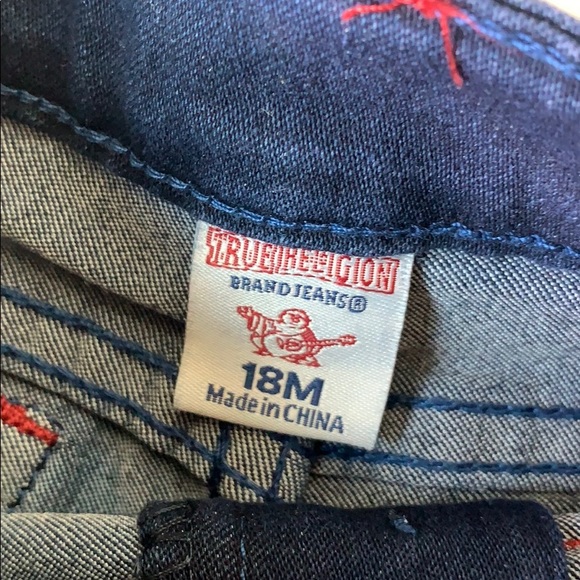 TRUE RELIGION
BRAND JEANS®
18M
Made in CHINA